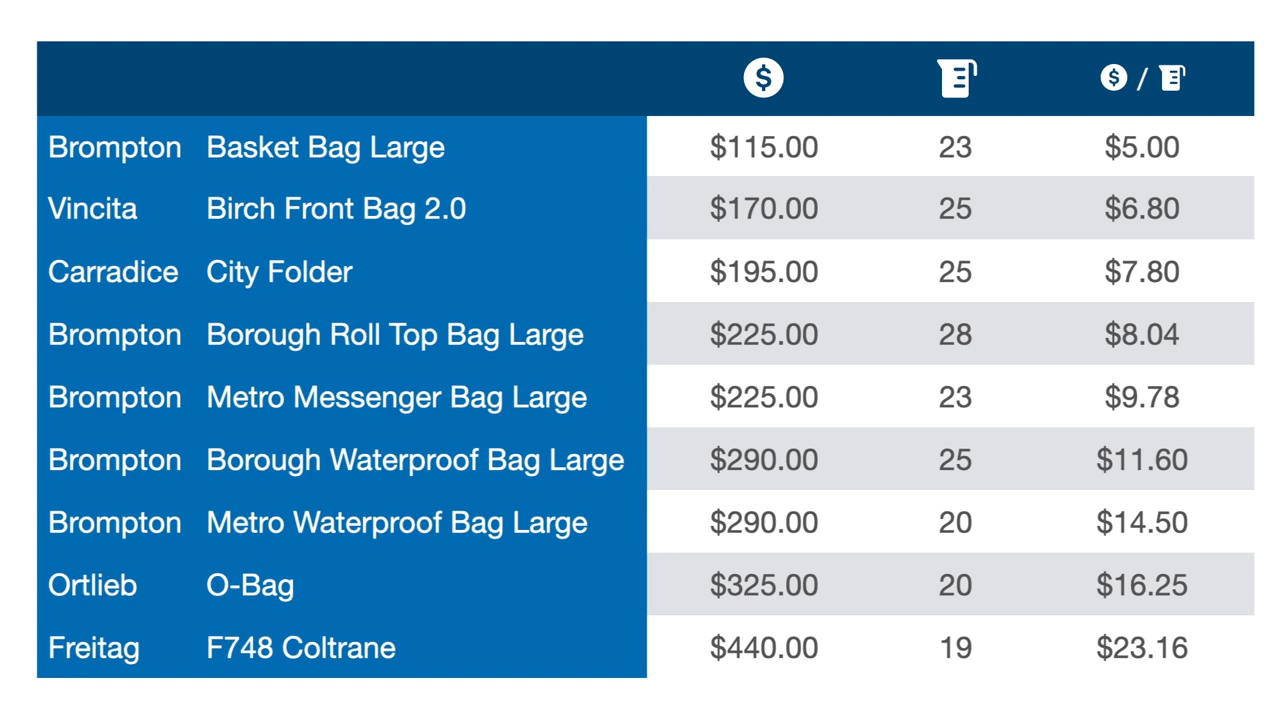 $ $ /
Brompton Basket Bag Large $115.00 23 $5.00
Vincita Birch Front Bag 2.0 $170.00 25 $6.80
Carradice City Folder $195.00 25 $7.80
Brompton Borough Roll Top Bag Large $225.00 28 $8.04
Brompton Metro Messenger Bag Large $225.00 23 $9.78
Brompton Borough Waterproof Bag Large $290.00 25 $11.60
Brompton Metro Waterproof Bag Large $290.00 20 $14.50
Ortlieb O-Bag $325.00 20 $16.25
Freitag F748 Coltrane $440.00 19 $23.16